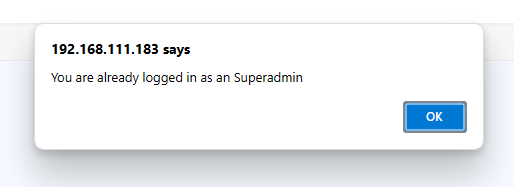 192.168.111.183 says
You are already logged in as an Superadmin
OK